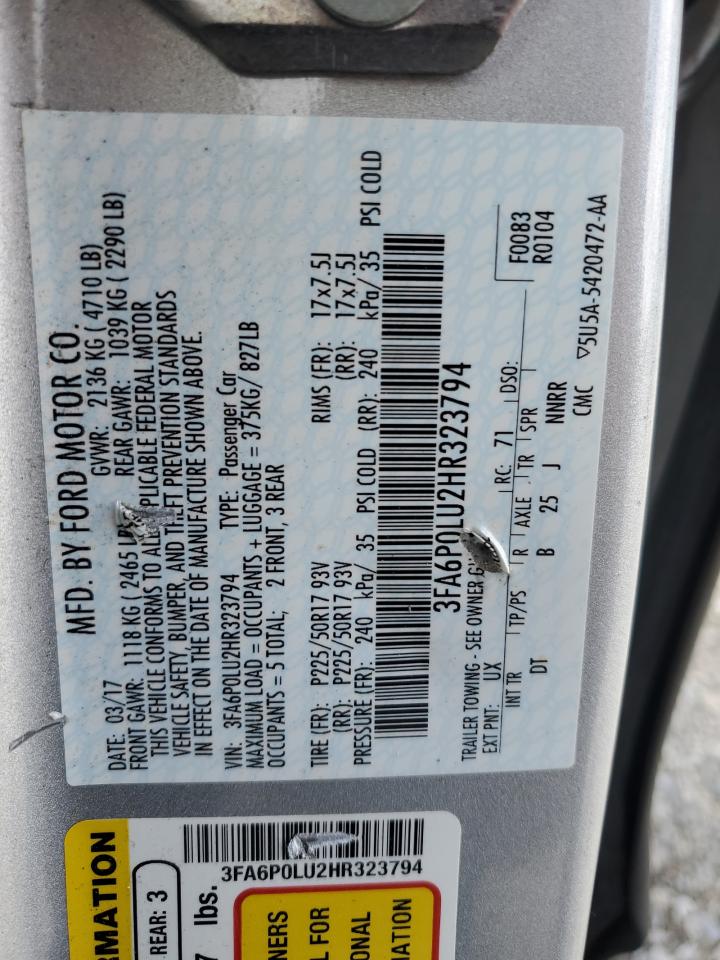 MFD. BY FORD MOTOR CO.
DATE: 03/17 GVWR: 2136 KG ( 4710 LB)
FRONT GAWR: 1118 KG ( 2465 LB) REAR GAWR: 1039 KG ( 2290 LB)
THIS VEHICLE CONFORMS TO ALL APPLICABLE FEDERAL MOTOR
VEHICLE SAFETY, BUMPER, AND THEFT PREVENTION STANDARDS
IN EFFECT ON THE DATE OF MANUFACTURE SHOWN ABOVE.
VIN: 3FA6P0LU2HR323794 TYPE: Passenger Car
MAXIMUM LOAD = OCCUPANTS + LUGGAGE = 375KG/ 827LB
OCCUPANTS = 5 TOTAL; 2 FRONT, 3 REAR
TIRE (FR): P225/50R17 93V RIMS (FR): 17x7.5J
(RR): P225/50R17 93V (RR): 17x7.5J
PRESSURE (FR): 240 kPa/ 35 PSI COLD (RR): 240 kPa/ 35 PSI COLD
3FA6P0LU2HR323794
TRAILER TOWING - SEE OWNER
EXT PNT: UX RC: 71 DSO: F0083
R0104
INT TR TP/PS R AXLE TR SPR
DT B 25 J NNRR
CMC ▽5U5A-5420472-AA
3FA6P0LU2HR323794
REAR: 3
lbs.